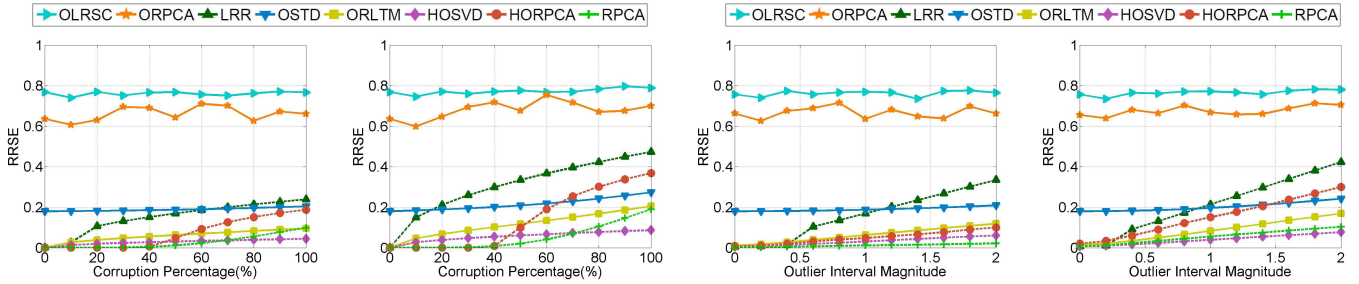 OLRSC ORPCA LRR OSTD ORLTM HOSVD HORPCA RPCA
OLRSC ORPCA LRR OSTD ORLTM HOSVD HORPCA RPCA
1
0.8
0.6
0.4
0.2
0
RRSE
0 20 40 60 80 100
Corruption Percentage(%)
1
0.8
0.6
0.4
0.2
0
RRSE
0 20 40 60 80 100
Corruption Percentage(%)
1
0.8
0.6
0.4
0.2
0
RRSE
0 0.5 1 1.5 2
Outlier Interval Magnitude
1
0.8
0.6
0.4
0.2
0
RRSE
0 0.5 1 1.5 2
Outlier Interval Magnitude